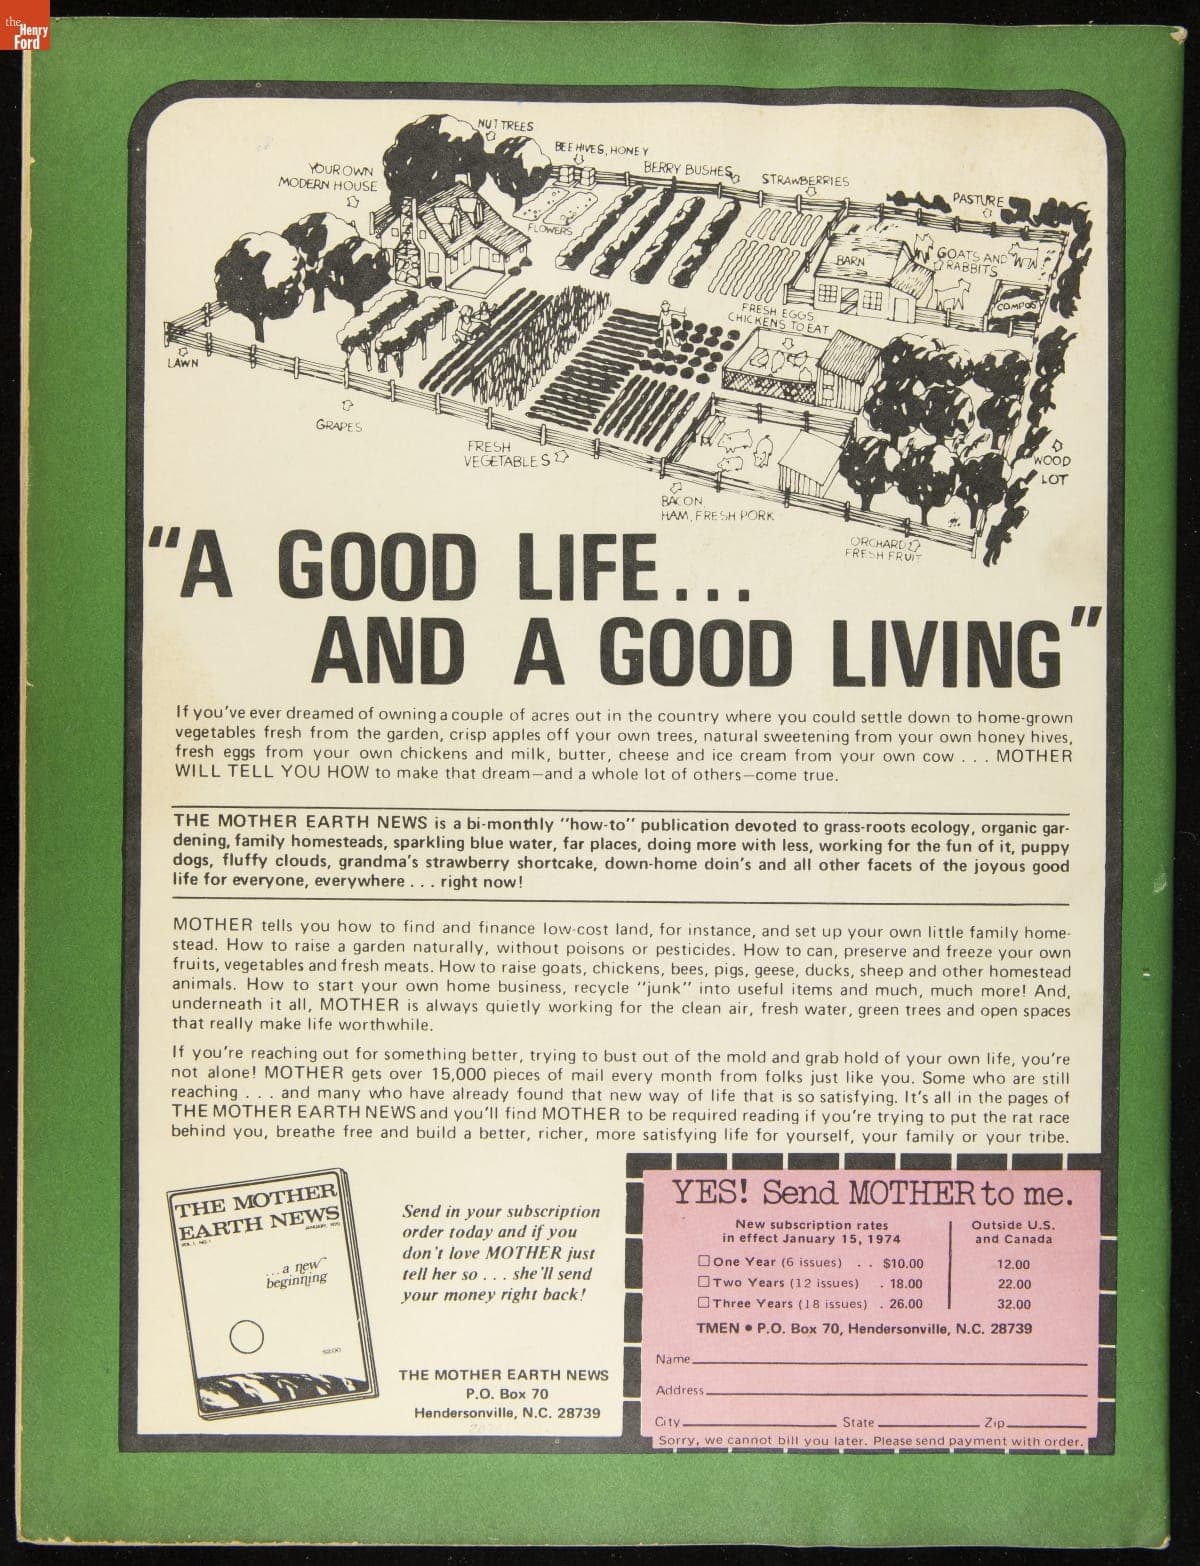 the
Henry
Ford
NUT TREES
BEE HIVES, HONEY
BERRY BUSHES
STRAWBERRIES
YOUR OWN
MODERN HOUSE
PASTURE
FLOWERS
BARN
GOATS AND
RABBITS
COMPOST
FRESH EGGS
CHICKENS TO EAT
LAWN
GRAPES
FRESH
VEGETABLES
WOOD
LOT
BACON
HAM, FRESH PORK
ORCHARD
FRESH FRUIT
"A GOOD LIFE...
AND A GOOD LIVING"
If you've ever dreamed of owning a couple of acres out in the country where you could settle down to home-grown
vegetables fresh from the garden, crisp apples off your own trees, natural sweetening from your own honey hives,
fresh eggs from your own chickens and milk, butter, cheese and ice cream from your own cow . . . MOTHER
WILL TELL YOU HOW to make that dream—and a whole lot of others—come true.
THE MOTHER EARTH NEWS is a bi-monthly "how-to" publication devoted to grass-roots ecology, organic gar-
dening, family homesteads, sparkling blue water, far places, doing more with less, working for the fun of it, puppy
dogs, fluffy clouds, grandma's strawberry shortcake, down-home doin's and all other facets of the joyous good
life for everyone, everywhere . . . right now!
MOTHER tells you how to find and finance low-cost land, for instance, and set up your own little family home-
stead. How to raise a garden naturally, without poisons or pesticides. How to can, preserve and freeze your own
fruits, vegetables and fresh meats. How to raise goats, chickens, bees, pigs, geese, ducks, sheep and other homestead
animals. How to start your own home business, recycle "junk" into useful items and much, much more! And,
underneath it all, MOTHER is always quietly working for the clean air, fresh water, green trees and open spaces
that really make life worthwhile.
If you're reaching out for something better, trying to bust out of the mold and grab hold of your own life, you're
not alone! MOTHER gets over 15,000 pieces of mail every month from folks just like you. Some who are still
reaching . . . and many who have already found that new way of life that is so satisfying. It's all in the pages of
THE MOTHER EARTH NEWS and you'll find MOTHER to be required reading if you're trying to put the rat race
behind you, breathe free and build a better, richer, more satisfying life for yourself, your family or your tribe.
THE MOTHER
EARTH NEWS
VOL. 1, NO. 1 JANUARY, 1970
...a new
beginning
$2.00
Send in your subscription
order today and if you
don't love MOTHER just
tell her so . . . she'll send
your money right back!
THE MOTHER EARTH NEWS
P.O. Box 70
Hendersonville, N.C. 28739
YES! Send MOTHER to me.
New subscription rates
in effect January 15, 1974
Outside U.S.
and Canada
One Year (6 issues) . . $10.00 12.00
Two Years (12 issues) . 18.00 22.00
Three Years (18 issues) . 26.00 32.00
TMEN • P.O. Box 70, Hendersonville, N.C. 28739
Name
Address
City State Zip
Sorry, we cannot bill you later. Please send payment with order.